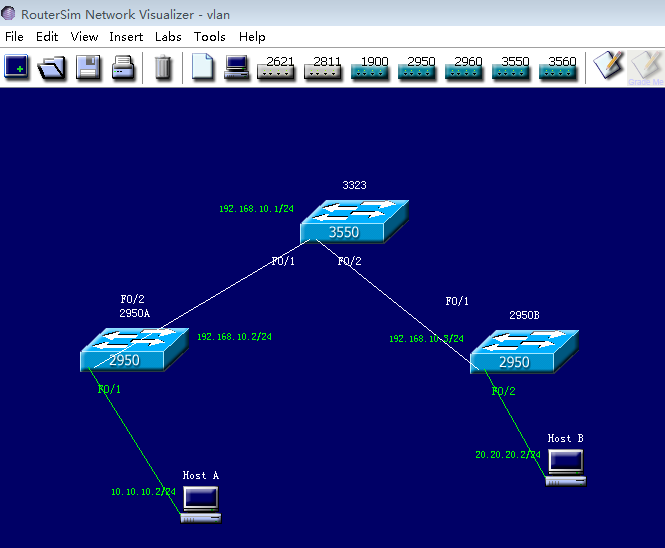 RouterSim Network Visualizer - vlan
File Edit View Insert Labs Tools Help
2621 2811 1900 2950 2960 3550 3560
Grade Me
3323
192.168.10.1/24
3550
F0/1 F0/2
F0/2
2950A
F0/1
2950B
192.168.10.2/24
192.168.10.3/24
2950
2950
F0/1
F0/2
Host B
20.20.20.2/24
Host A
10.10.10.2/24